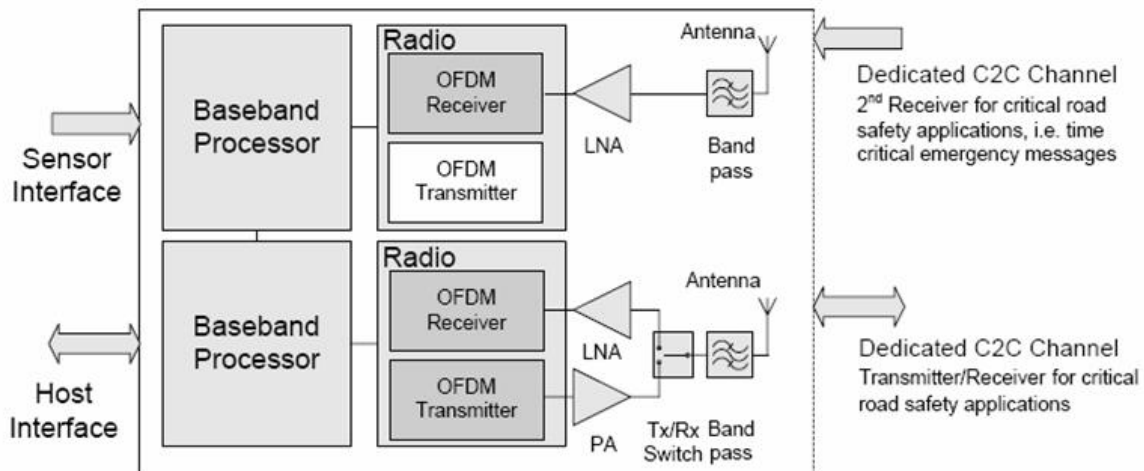 Radio
Antenna
OFDM
Receiver
Baseband
Processor
LNA
Band
pass
OFDM
Transmitter
Sensor
Interface
Dedicated C2C Channel
2nd Receiver for critical road
safety applications, i.e. time
critical emergency messages
Radio
Antenna
OFDM
Receiver
Baseband
Processor
LNA
OFDM
Transmitter
PA
Tx/Rx
Switch
Band
pass
Host
Interface
Dedicated C2C Channel
Transmitter/Receiver for critical
road safety applications